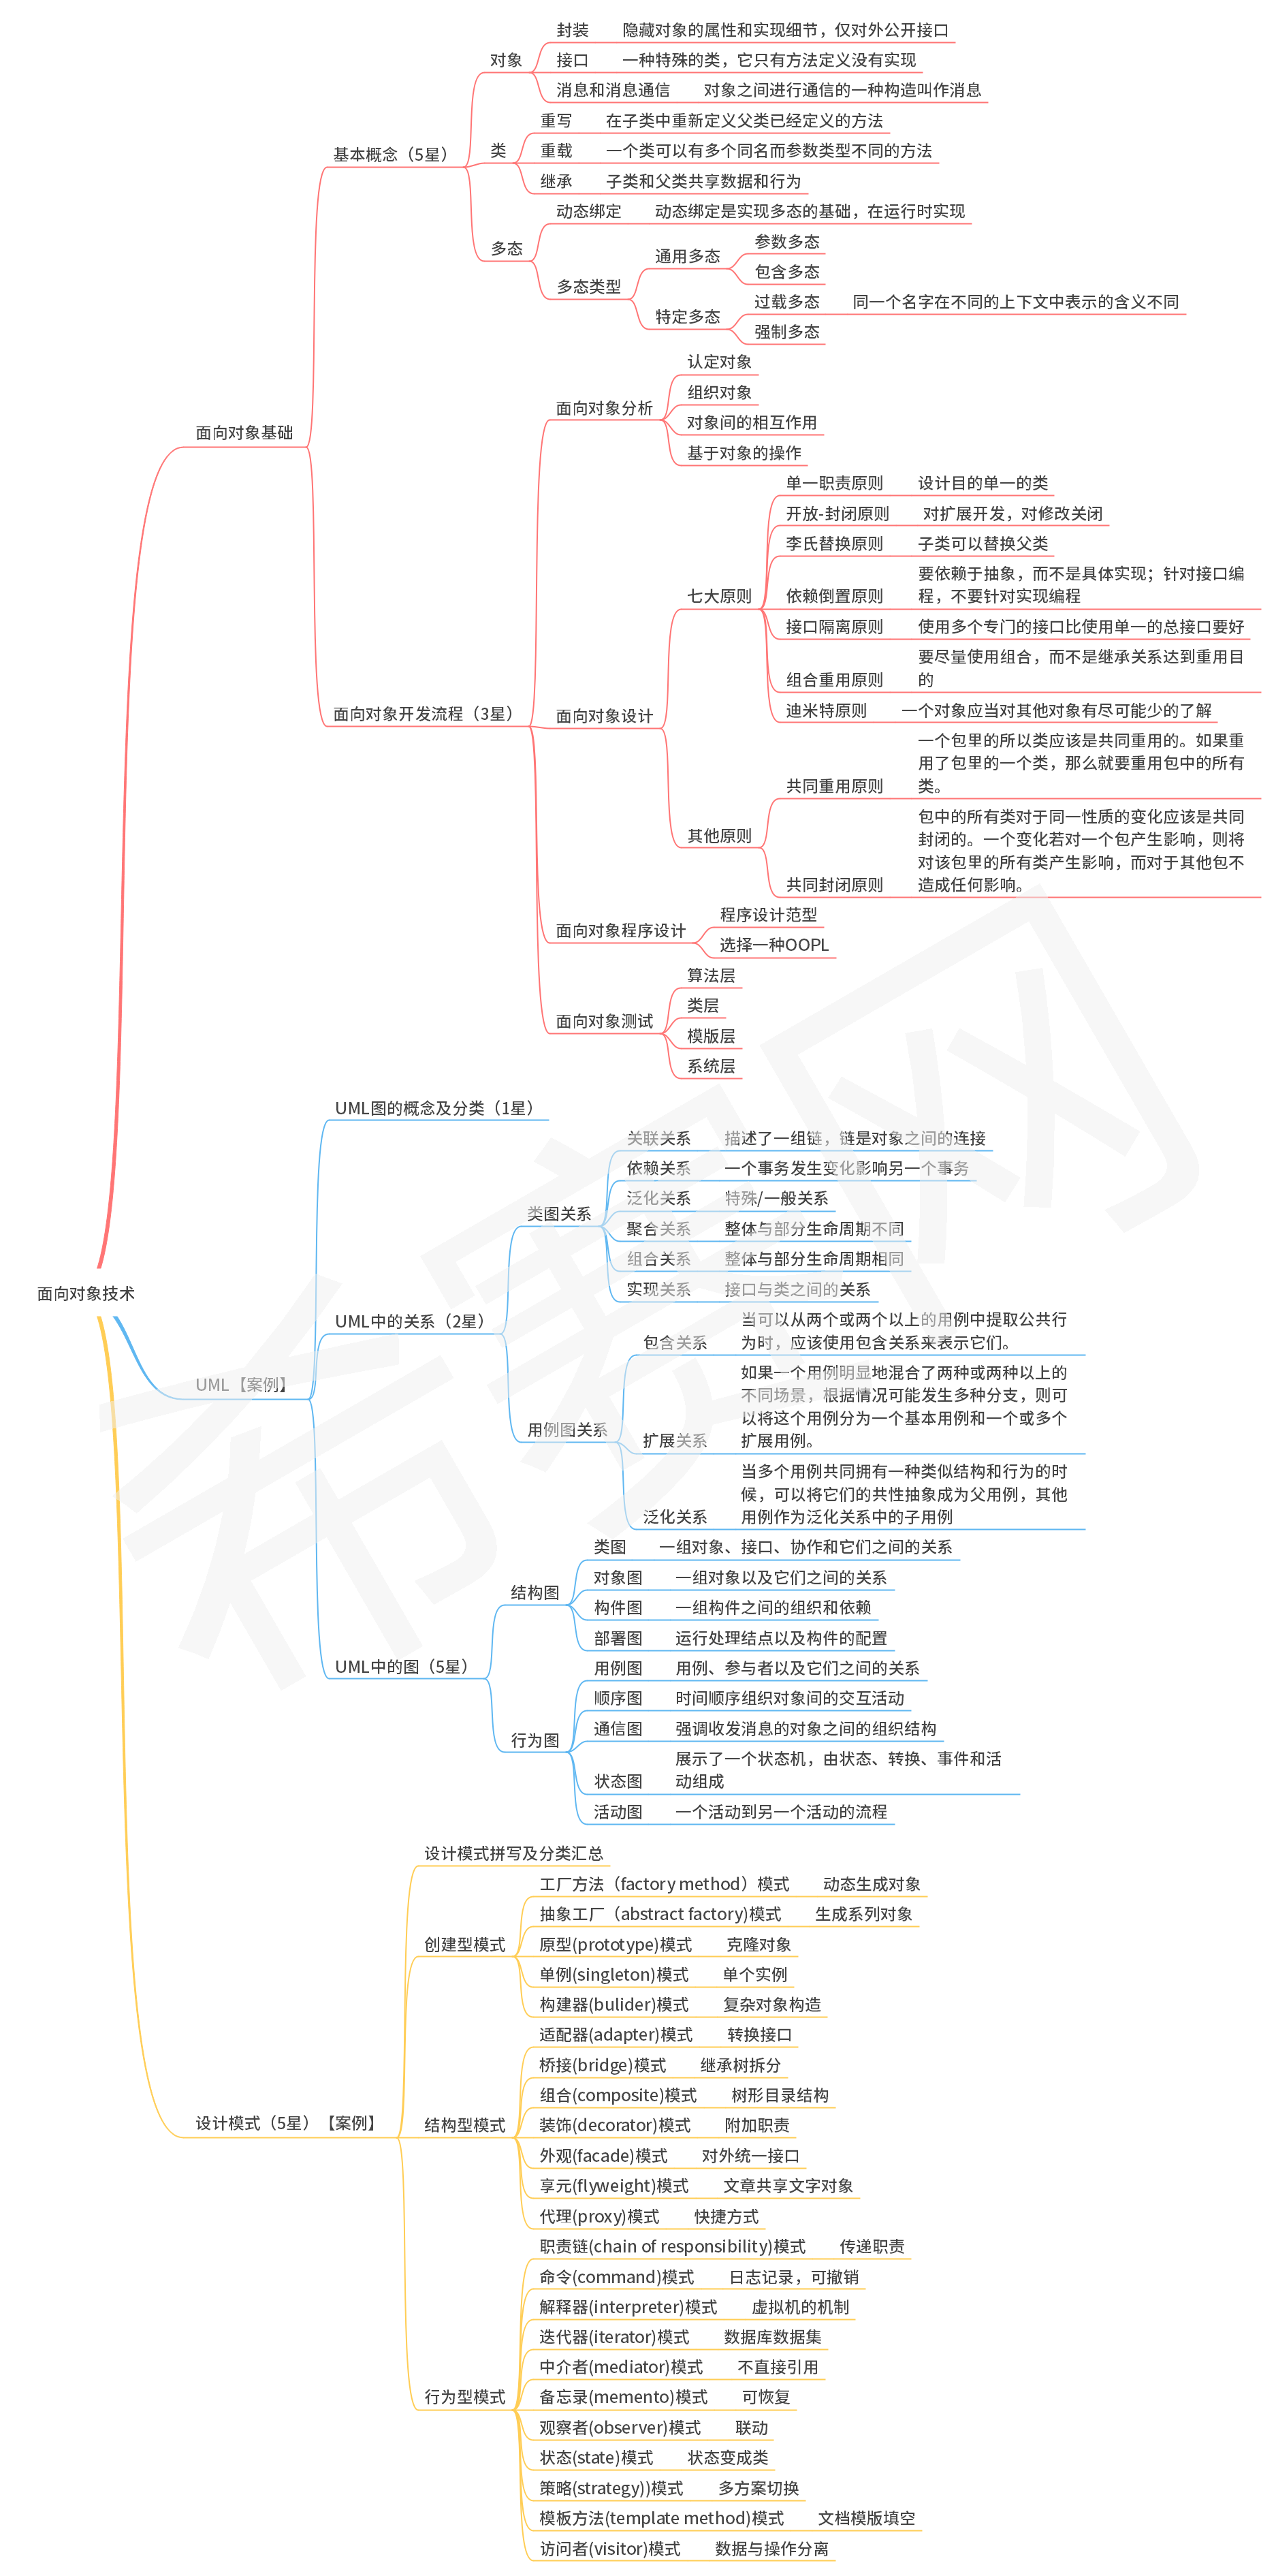 面向对象技术
面向对象基础
基本概念（5星）
对象
封装 隐藏对象的属性和实现细节，仅对外公开接口
接口 一种特殊的类，它只有方法定义没有实现
消息和消息通信 对象之间进行通信的一种构造叫作消息
类
重写 在子类中重新定义父类已经定义的方法
重载 一个类可以有多个同名而参数类型不同的方法
继承 子类和父类共享数据和行为
多态
动态绑定 动态绑定是实现多态的基础，在运行时实现
多态类型
通用多态
参数多态
包含多态
特定多态
过载多态 同一个名字在不同的上下文中表示的含义不同
强制多态
面向对象开发流程（3星）
面向对象分析
认定对象
组织对象
对象间的相互作用
基于对象的操作
面向对象设计
七大原则
单一职责原则 设计目的单一的类
开放-封闭原则 对扩展开发，对修改关闭
李氏替换原则 子类可以替换父类
依赖倒置原则
要依赖于抽象，而不是具体实现；针对接口编
程，不要针对实现编程
接口隔离原则 使用多个专门的接口比使用单一的总接口要好
组合重用原则
要尽量使用组合，而不是继承关系达到重用目
的
迪米特原则 一个对象应当对其他对象有尽可能少的了解
其他原则
共同重用原则
一个包里的所以类应该是共同重用的。如果重
用了包里的一个类，那么就要重用包中的所有
类。
共同封闭原则
包中的所有类对于同一性质的变化应该是共同
封闭的。一个变化若对一个包产生影响，则将
对该包里的所有类产生影响，而对于其他包不
造成任何影响。
面向对象程序设计
程序设计范型
选择一种OOPL
面向对象测试
算法层
类层
模版层
系统层
UML【案例】
UML图的概念及分类（1星）
UML中的关系（2星）
类图关系
关联关系 描述了一组链，链是对象之间的连接
依赖关系 一个事务发生变化影响另一个事务
泛化关系 特殊/一般关系
聚合关系 整体与部分生命周期不同
组合关系 整体与部分生命周期相同
实现关系 接口与类之间的关系
用例图关系
包含关系
当可以从两个或两个以上的用例中提取公共行
为时，应该使用包含关系来表示它们。
扩展关系
如果一个用例明显地混合了两种或两种以上的
不同场景，根据情况可能发生多种分支，则可
以将这个用例分为一个基本用例和一个或多个
扩展用例。
泛化关系
当多个用例共同拥有一种类似结构和行为的时
候，可以将它们的共性抽象成为父用例，其他
用例作为泛化关系中的子用例
UML中的图（5星）
结构图
类图 一组对象、接口、协作和它们之间的关系
对象图 一组对象以及它们之间的关系
构件图 一组构件之间的组织和依赖
部署图 运行处理结点以及构件的配置
行为图
用例图 用例、参与者以及它们之间的关系
顺序图 时间顺序组织对象间的交互活动
通信图 强调收发消息的对象之间的组织结构
状态图
展示了一个状态机，由状态、转换、事件和活
动组成
活动图 一个活动到另一个活动的流程
设计模式（5星）【案例】
设计模式拼写及分类汇总
创建型模式
工厂方法（factory method）模式 动态生成对象
抽象工厂（abstract factory)模式 生成系列对象
原型(prototype)模式 克隆对象
单例(singleton)模式 单个实例
构建器(bulider)模式 复杂对象构造
结构型模式
适配器(adapter)模式 转换接口
桥接(bridge)模式 继承树拆分
组合(composite)模式 树形目录结构
装饰(decorator)模式 附加职责
外观(facade)模式 对外统一接口
享元(flyweight)模式 文章共享文字对象
代理(proxy)模式 快捷方式
行为型模式
职责链(chain of responsibility)模式 传递职责
命令(command)模式 日志记录，可撤销
解释器(interpreter)模式 虚拟机的机制
迭代器(iterator)模式 数据库数据集
中介者(mediator)模式 不直接引用
备忘录(memento)模式 可恢复
观察者(observer)模式 联动
状态(state)模式 状态变成类
策略(strategy))模式 多方案切换
模板方法(template method)模式 文档模版填空
访问者(visitor)模式 数据与操作分离
希赛网